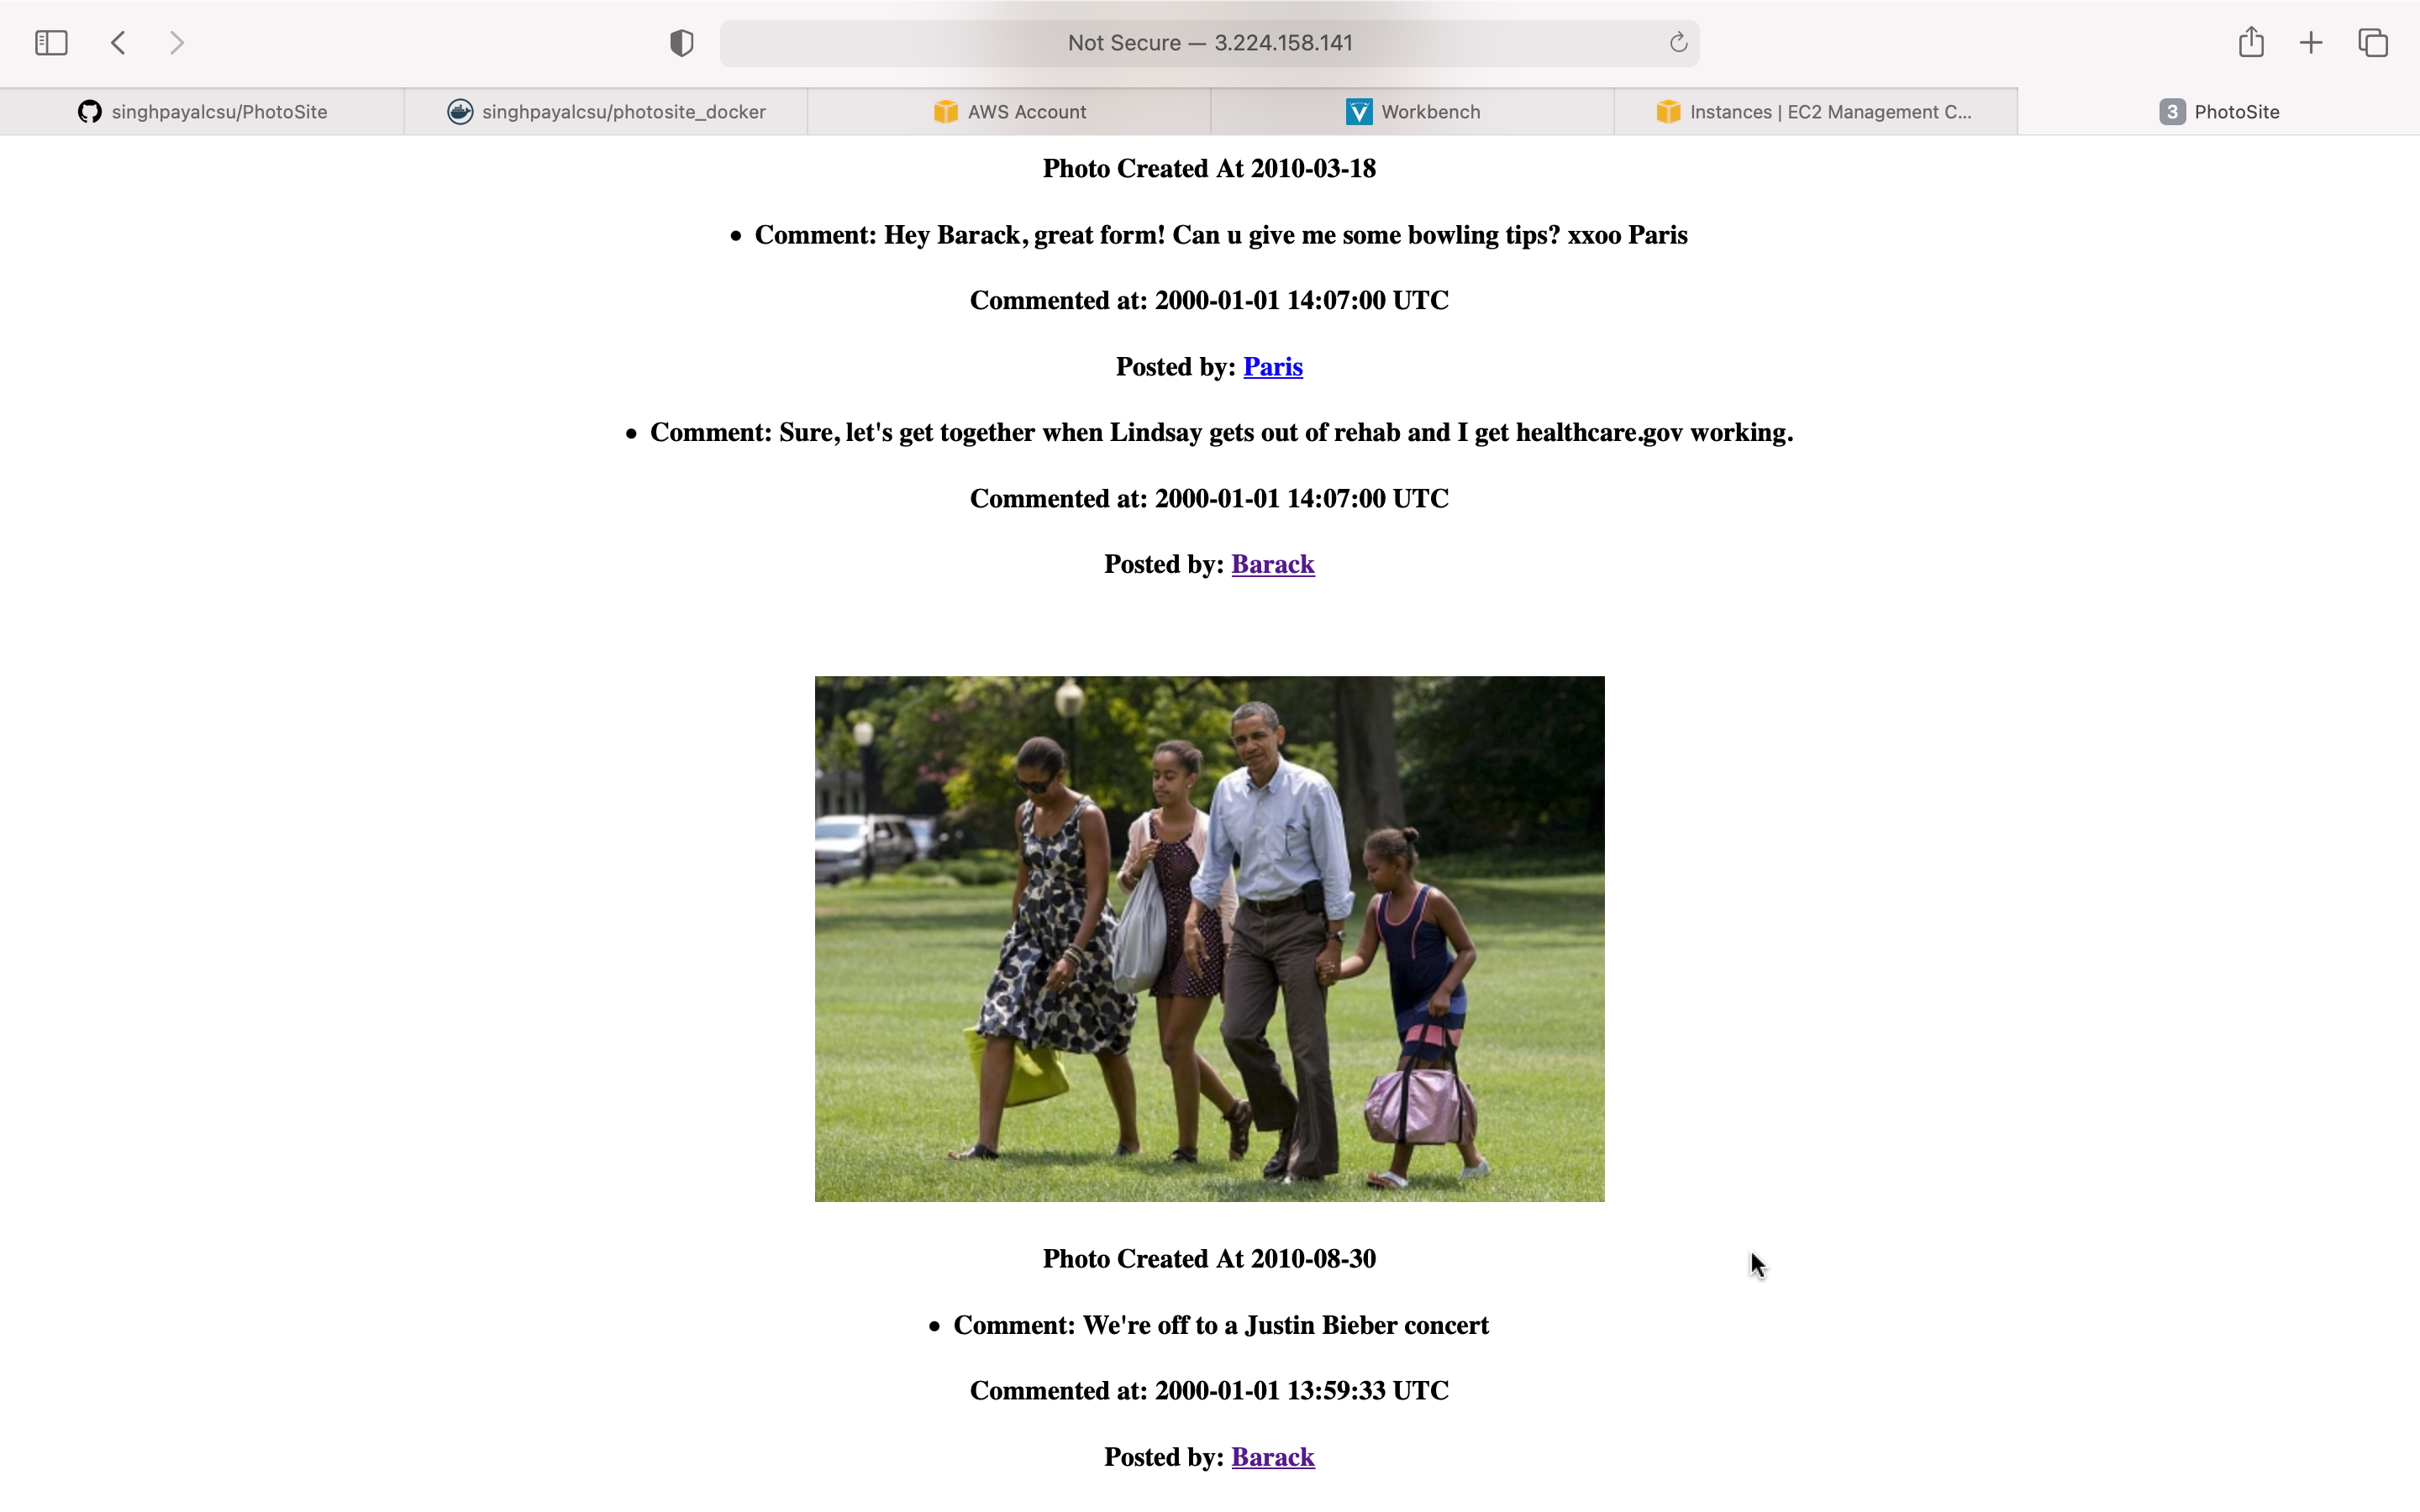 Not Secure — 3.224.158.141
singhpayalcsu/PhotoSite
singhpayalcsu/photosite_docker
AWS Account
Workbench
Instances | EC2 Management C...
3 PhotoSite
Photo Created At 2010-03-18
• Comment: Hey Barack, great form! Can u give me some bowling tips? xxoo Paris
Commented at: 2000-01-01 14:07:00 UTC
Posted by: Paris
• Comment: Sure, let's get together when Lindsay gets out of rehab and I get healthcare.gov working.
Commented at: 2000-01-01 14:07:00 UTC
Posted by: Barack
Photo Created At 2010-08-30
• Comment: We're off to a Justin Bieber concert
Commented at: 2000-01-01 13:59:33 UTC
Posted by: Barack